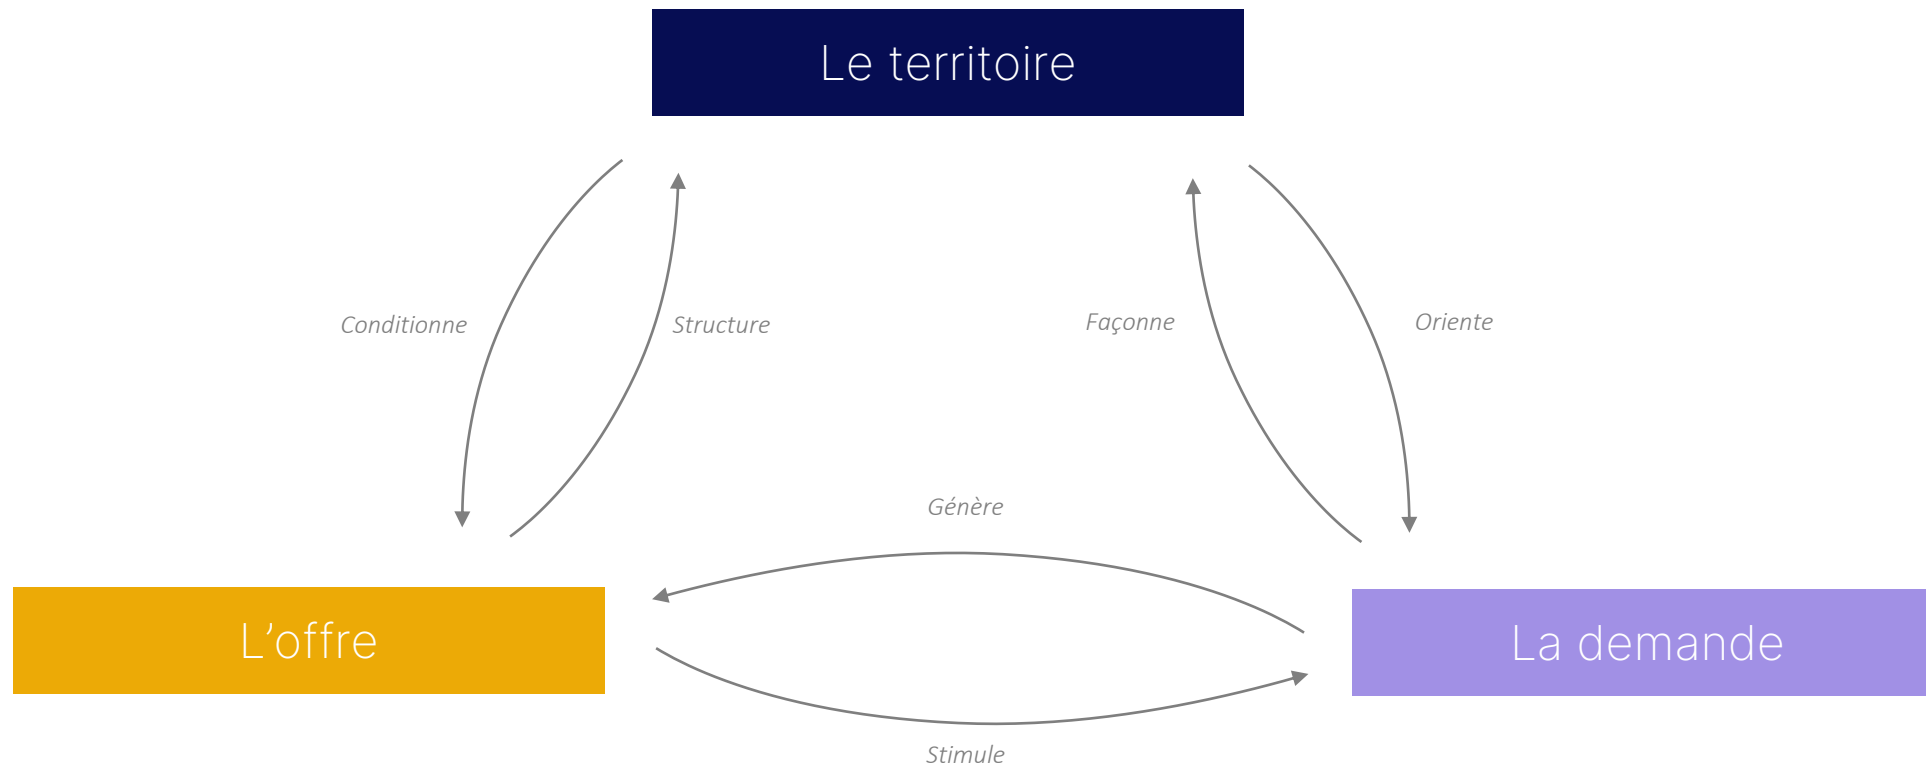 Le territoire
Conditionne
Structure
Façonne
Oriente
Génère
L’offre
La demande
Stimule